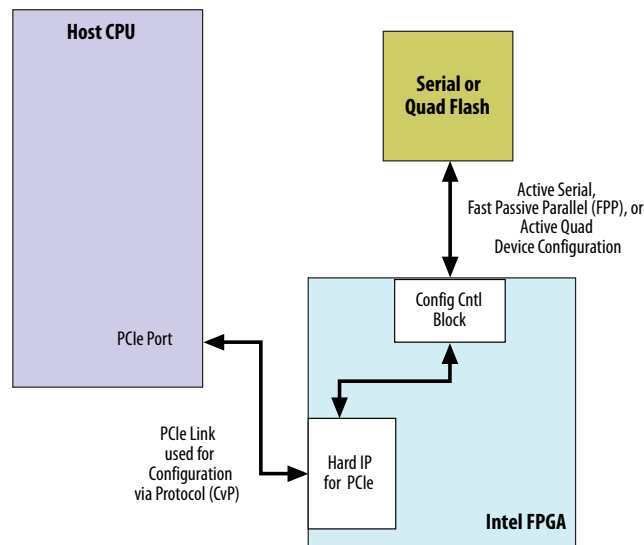 Host CPU
Serial or
Quad Flash
Active Serial,
Fast Passive Parallel (FPP), or
Active Quad
Device Configuration
Config Cntl
Block
PCIe Port
PCIe Link
used for
Configuration
via Protocol (CvP)
Hard IP
for PCIe
Intel FPGA